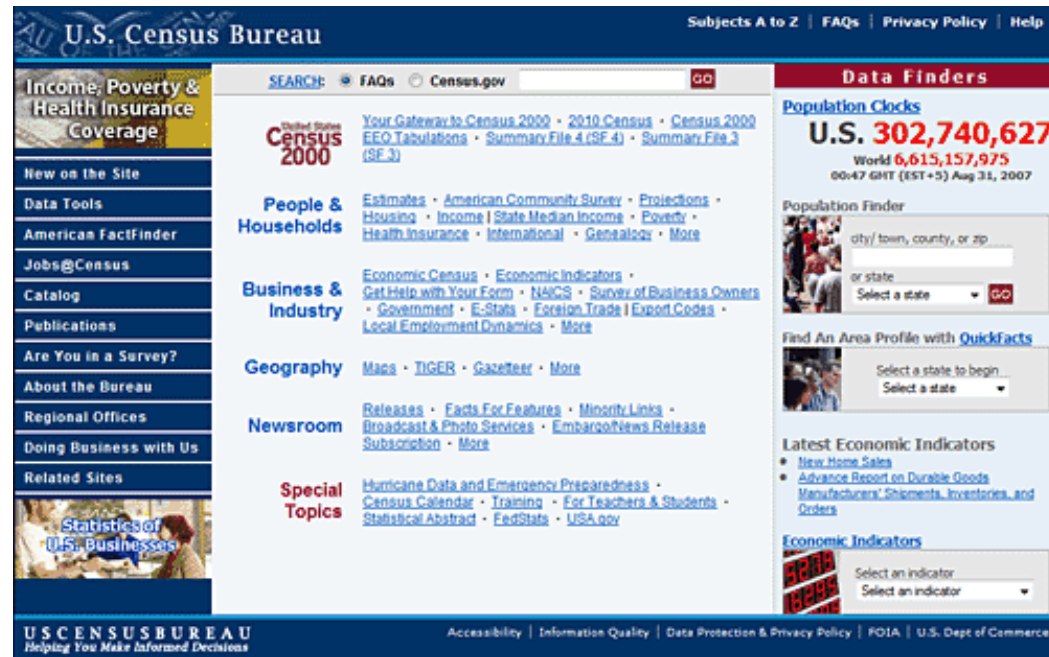 U.S. Census Bureau
Subjects A to Z | FAQs | Privacy Policy | Help
Income, Poverty &
Health Insurance
Coverage
New on the Site
Data Tools
American FactFinder
Jobs@Census
Catalog
Publications
Are You in a Survey?
About the Bureau
Regional Offices
Doing Business with Us
Related Sites
Statistics of
U.S. Businesses
SEARCH: FAQs Census.gov GO
United States
Census
2000
Your Gateway to Census 2000 · 2010 Census · Census 2000
EEO Tabulations · Summary File 4 (SF 4) · Summary File 3
(SF 3)
People &
Households
Estimates · American Community Survey · Projections ·
Housing · Income | State Median Income · Poverty ·
Health Insurance · International · Genealogy · More
Business &
Industry
Economic Census · Economic Indicators ·
Get Help with Your Form · NAICS · Survey of Business Owners
· Government · E-Stats · Foreign Trade | Export Codes ·
Local Employment Dynamics · More
Geography
Maps · TIGER · Gazetteer · More
Newsroom
Releases · Facts For Features · Minority Links ·
Broadcast & Photo Services · Embargo/News Release
Subscription · More
Special
Topics
Hurricane Data and Emergency Preparedness ·
Census Calendar · Training · For Teachers & Students ·
Statistical Abstract · FedStats · USA.gov
Data Finders
Population Clocks
U.S. 302,740,627
World 6,615,157,975
00:47 GMT (EST+5) Aug 31, 2007
Population Finder
city/ town, county, or zip
or state
Select a state GO
Find An Area Profile with QuickFacts
Select a state to begin
Select a state
Latest Economic Indicators
New Home Sales
Advance Report on Durable Goods
Manufacturers' Shipments, Inventories, and
Orders
Economic Indicators
Select an indicator
Select an indicator
USCENSUSBUREAU
Helping You Make Informed Decisions
Accessibility | Information Quality | Data Protection & Privacy Policy | FOIA | U.S. Dept of Commerce